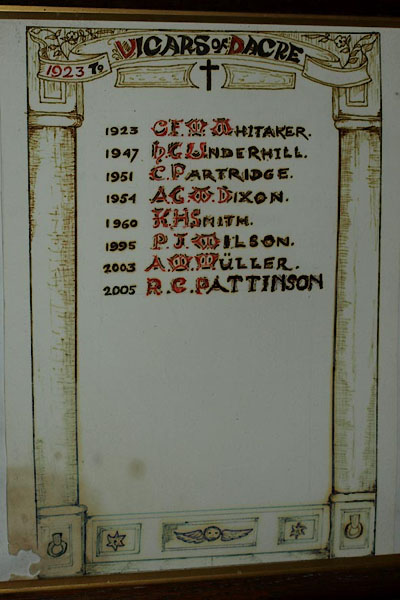 VICARS OF DACRE
1923 TO
1923 C.F.W. WHITAKER.
1947 H.G. UNDERHILL.
1951 C. PARTRIDGE.
1954 A.C.W. DIXON.
1960 K H SMITH.
1995 P. J. WILSON.
2003 A.W. MÜLLER.
2005 R.C. PATTINSON